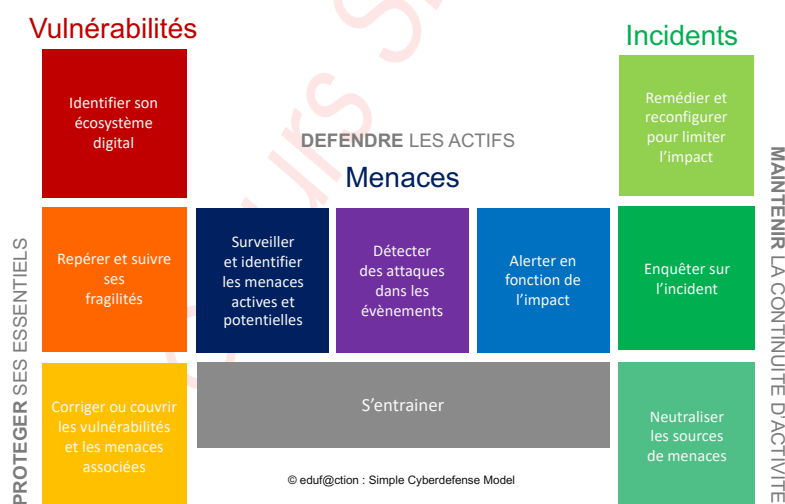 Vulnérabilités
Incidents
Identifier son
écosystème
digital
Remédier et
reconfigurer
pour limiter
l'impact
DEFENDRE LES ACTIFS
Menaces
Repérer et suivre
ses
fragilités
Surveiller
et identifier
les menaces
actives et
potentielles
Détecter
des attaques
dans les
évènements
Alerter en
fonction de
l'impact
Enquêter sur
l'incident
Corriger ou couvrir
les vulnérabilités
et les menaces
associées
S'entrainer
Neutraliser
les sources
de menaces
© eduf@ction : Simple Cyberdefense Model
PROTEGER SES ESSENTIELS
MAINTENIR LA CONTINUITE D'ACTIVITE